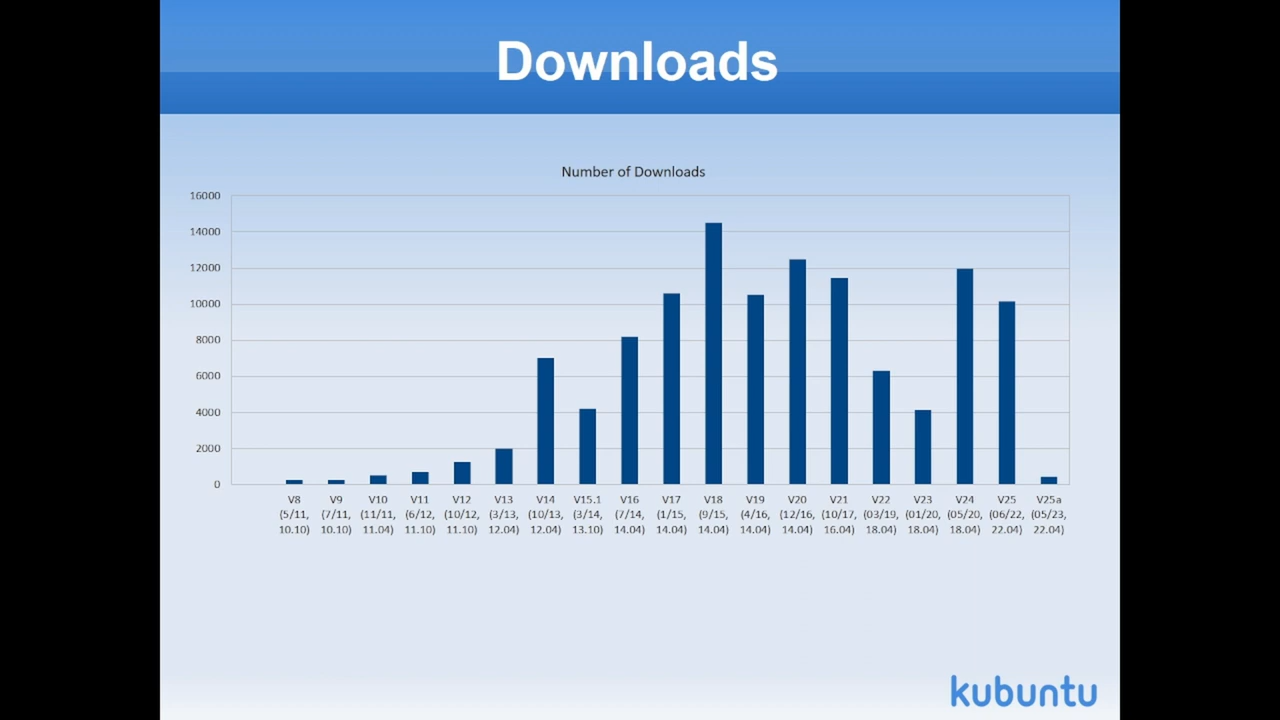 Downloads
Number of Downloads
16000
14000
12000
10000
8000
6000
4000
2000
0
V8 V9 V10 V11 V12 V13 V14 V15.1 V16 V17 V18 V19 V20 V21 V22 V23 V24 V25 V25a
(5/11, (7/11, (11/11, (6/12, (10/12, (3/13, (10/13, (3/14, (7/14, (1/15, (9/15, (4/16, (12/16, (10/17, (03/19, (01/20, (05/20, (06/22, (05/23,
10.10) 10.10) 11.04) 11.10) 11.10) 12.04) 12.04) 13.10) 14.04) 14.04) 14.04) 14.04) 14.04) 16.04) 18.04) 18.04) 18.04) 22.04) 22.04)
kubuntu